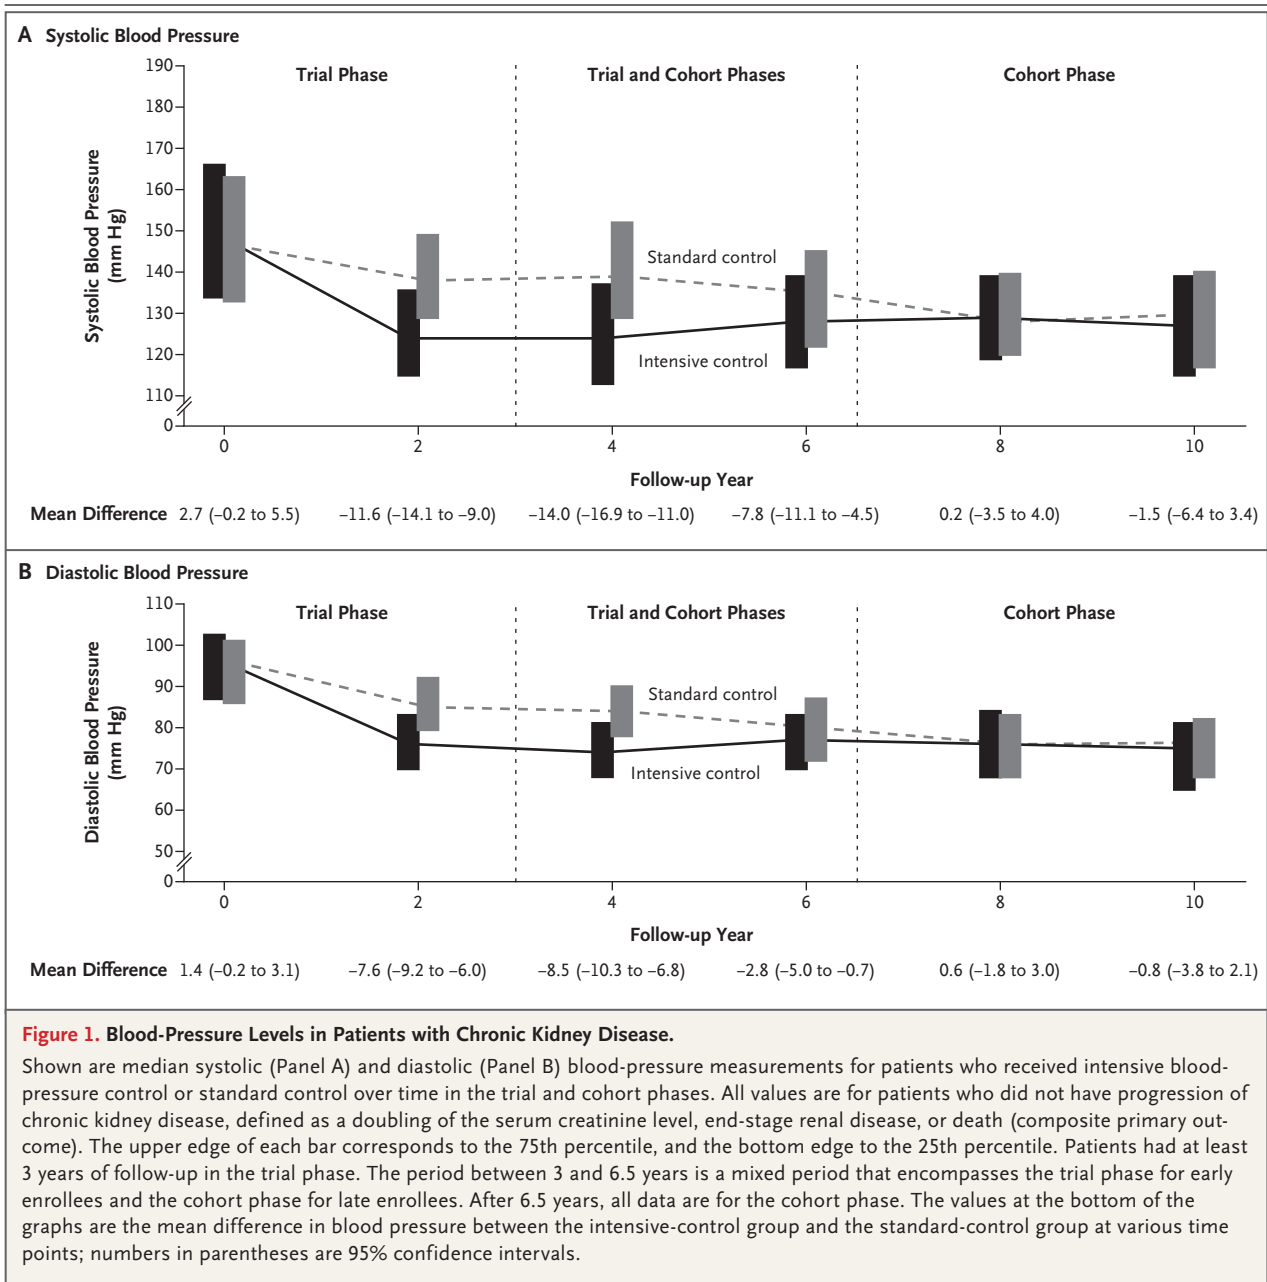 A Systolic Blood Pressure
Trial Phase
Trial and Cohort Phases
Cohort Phase
Systolic Blood Pressure
(mm Hg)
190
180
170
160
150
140
130
120
110
0
Standard control
Intensive control
0 2 4 6 8 10
Follow-up Year
Mean Difference 2.7 (–0.2 to 5.5) –11.6 (–14.1 to –9.0) –14.0 (–16.9 to –11.0) –7.8 (–11.1 to –4.5) 0.2 (–3.5 to 4.0) –1.5 (–6.4 to 3.4)
B Diastolic Blood Pressure
Trial Phase
Trial and Cohort Phases
Cohort Phase
Diastolic Blood Pressure
(mm Hg)
110
100
90
80
70
60
50
0
Standard control
Intensive control
0 2 4 6 8 10
Follow-up Year
Mean Difference 1.4 (–0.2 to 3.1) –7.6 (–9.2 to –6.0) –8.5 (–10.3 to –6.8) –2.8 (–5.0 to –0.7) 0.6 (–1.8 to 3.0) –0.8 (–3.8 to 2.1)
Figure 1. Blood-Pressure Levels in Patients with Chronic Kidney Disease.
Shown are median systolic (Panel A) and diastolic (Panel B) blood-pressure measurements for patients who received intensive blood-
pressure control or standard control over time in the trial and cohort phases. All values are for patients who did not have progression of
chronic kidney disease, defined as a doubling of the serum creatinine level, end-stage renal disease, or death (composite primary out-
come). The upper edge of each bar corresponds to the 75th percentile, and the bottom edge to the 25th percentile. Patients had at least
3 years of follow-up in the trial phase. The period between 3 and 6.5 years is a mixed period that encompasses the trial phase for early
enrollees and the cohort phase for late enrollees. After 6.5 years, all data are for the cohort phase. The values at the bottom of the
graphs are the mean difference in blood pressure between the intensive-control group and the standard-control group at various time
points; numbers in parentheses are 95% confidence intervals.